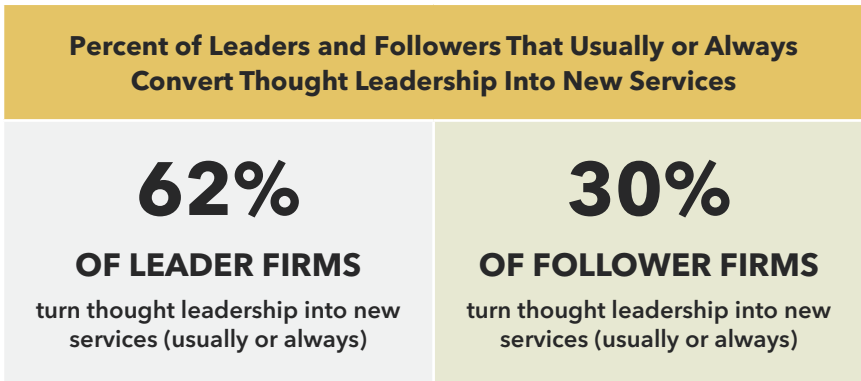 Percent of Leaders and Followers That Usually or Always
Convert Thought Leadership Into New Services
62%
OF LEADER FIRMS
turn thought leadership into new
services (usually or always)
30%
OF FOLLOWER FIRMS
turn thought leadership into new
services (usually or always)